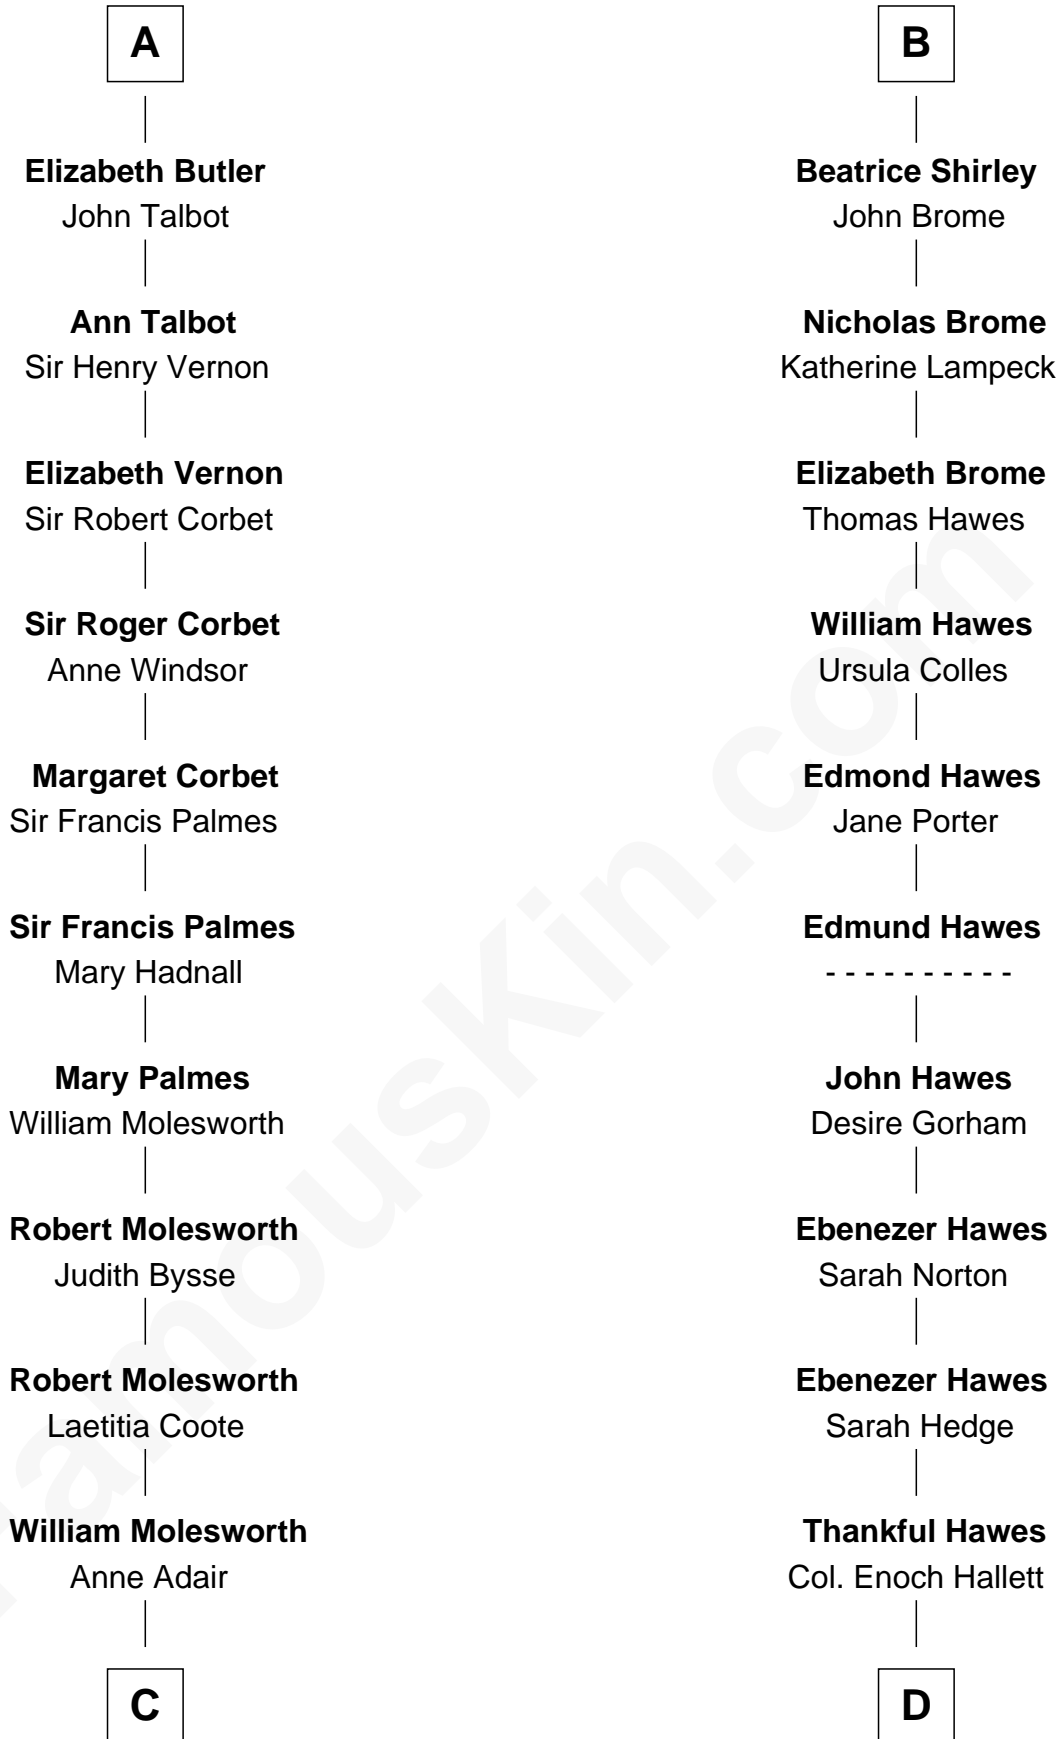 A
Elizabeth Butler
John Talbot
Ann Talbot
Sir Henry Vernon
Elizabeth Vernon
Sir Robert Corbet
Sir Roger Corbet
Anne Windsor
Margaret Corbet
Sir Francis Palmes
Sir Francis Palmes
Mary Hadnall
Mary Palmes
William Molesworth
Robert Molesworth
Judith Bysse
Robert Molesworth
Laetitia Coote
William Molesworth
Anne Adair
C
B
Beatrice Shirley
John Brome
Nicholas Brome
Katherine Lampeck
Elizabeth Brome
Thomas Hawes
William Hawes
Ursula Colles
Edmond Hawes
Jane Porter
Edmund Hawes
- - - - - - - - - -
John Hawes
Desire Gorham
Ebenezer Hawes
Sarah Norton
Ebenezer Hawes
Sarah Hedge
Thankful Hawes
Col. Enoch Hallett
D
FamousKin.com